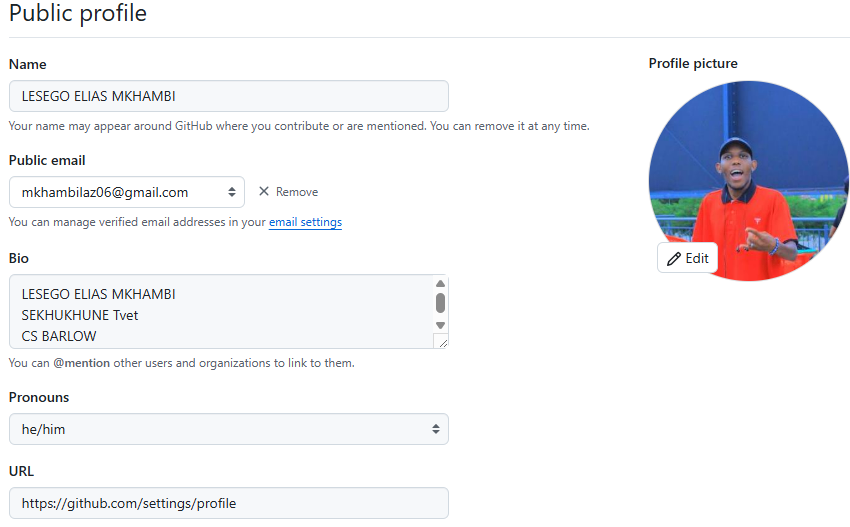 Public profile
Name
Profile picture
LESEGO ELIAS MKHAMBI
Your name may appear around GitHub where you contribute or are mentioned. You can remove it at any time.
Public email
mkhambilaz06@gmail.com
Remove
You can manage verified email addresses in your email settings
Edit
Bio
LESEGO ELIAS MKHAMBI
SEKHUKHUNE Tvet
CS BARLOW
You can @mention other users and organizations to link to them.
Pronouns
he/him
URL
https://github.com/settings/profile